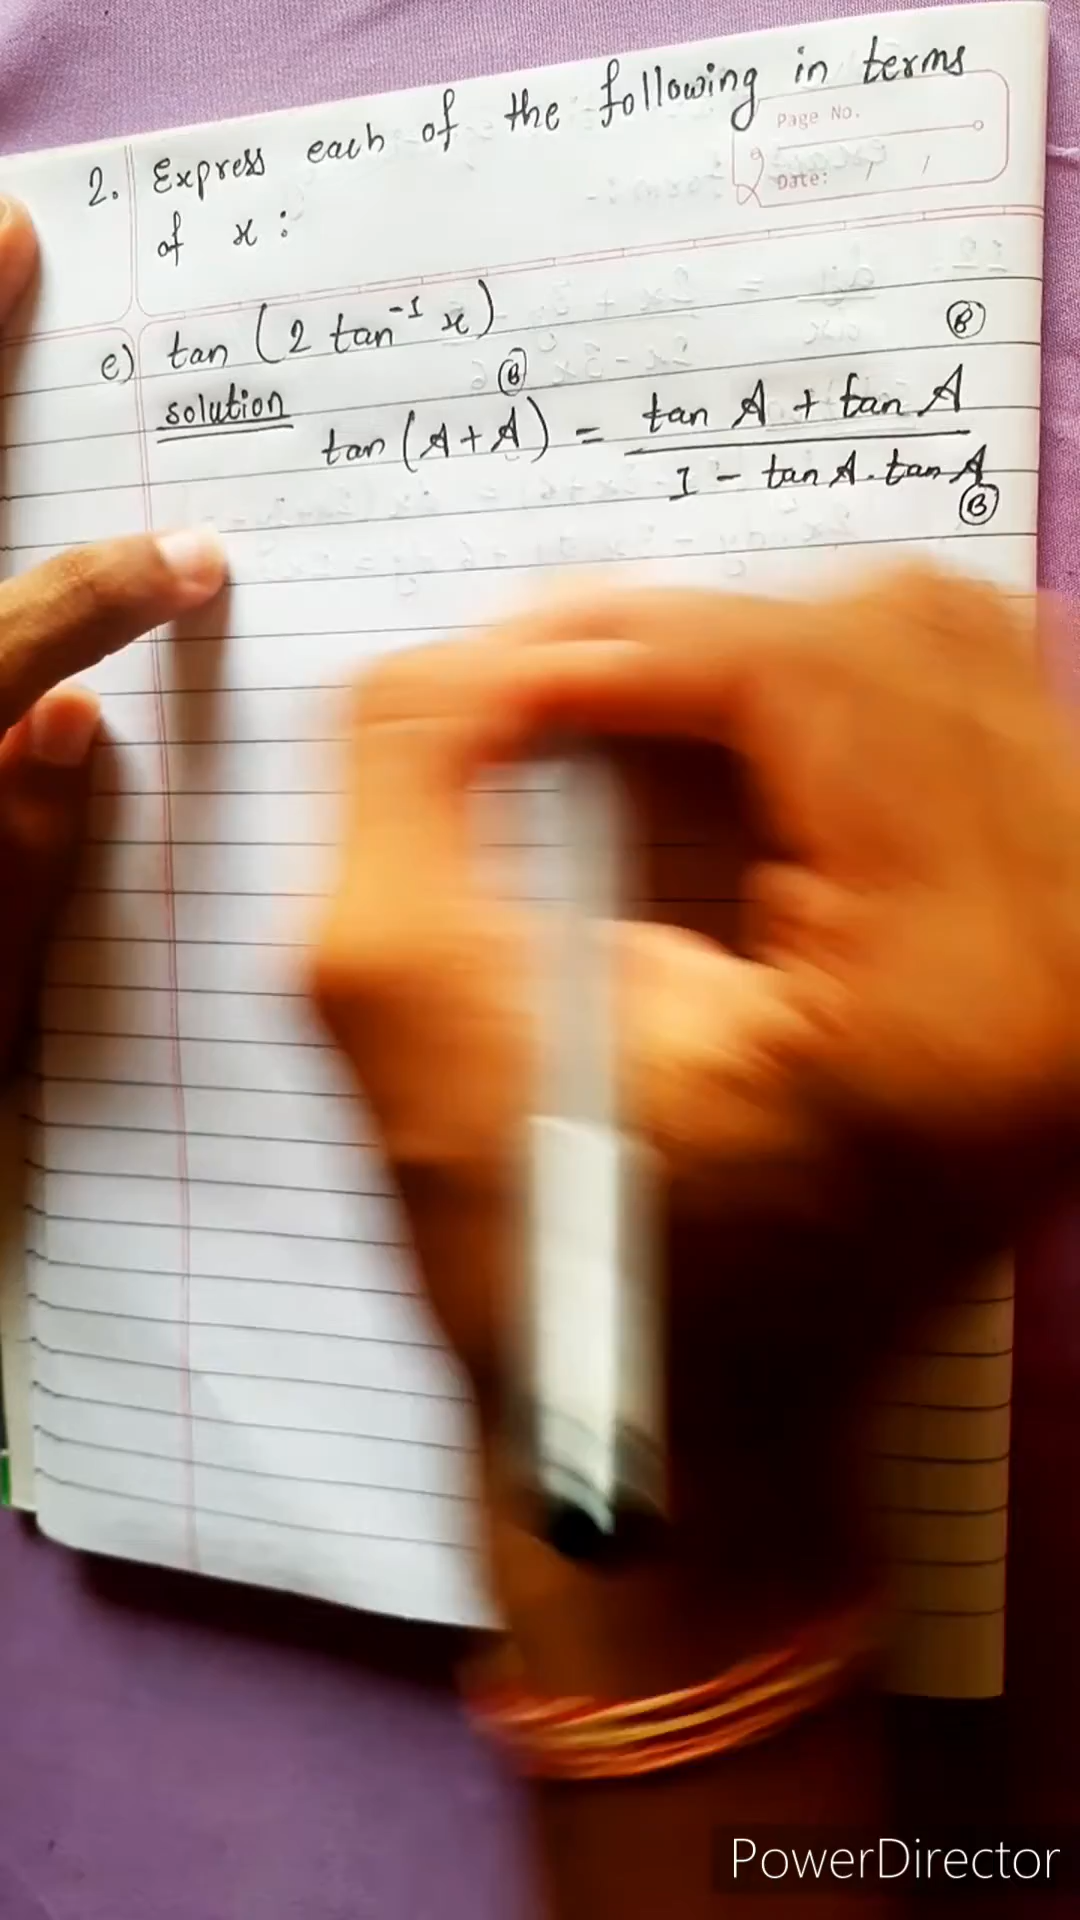 2. Express each of the following in terms
Page No.
Date: / /
of x :
e) tan (2 tan⁻¹ x)
solution
tan (A + A) = tan A + tan A / 1 - tan A . tan A
B
B
B
PowerDirector